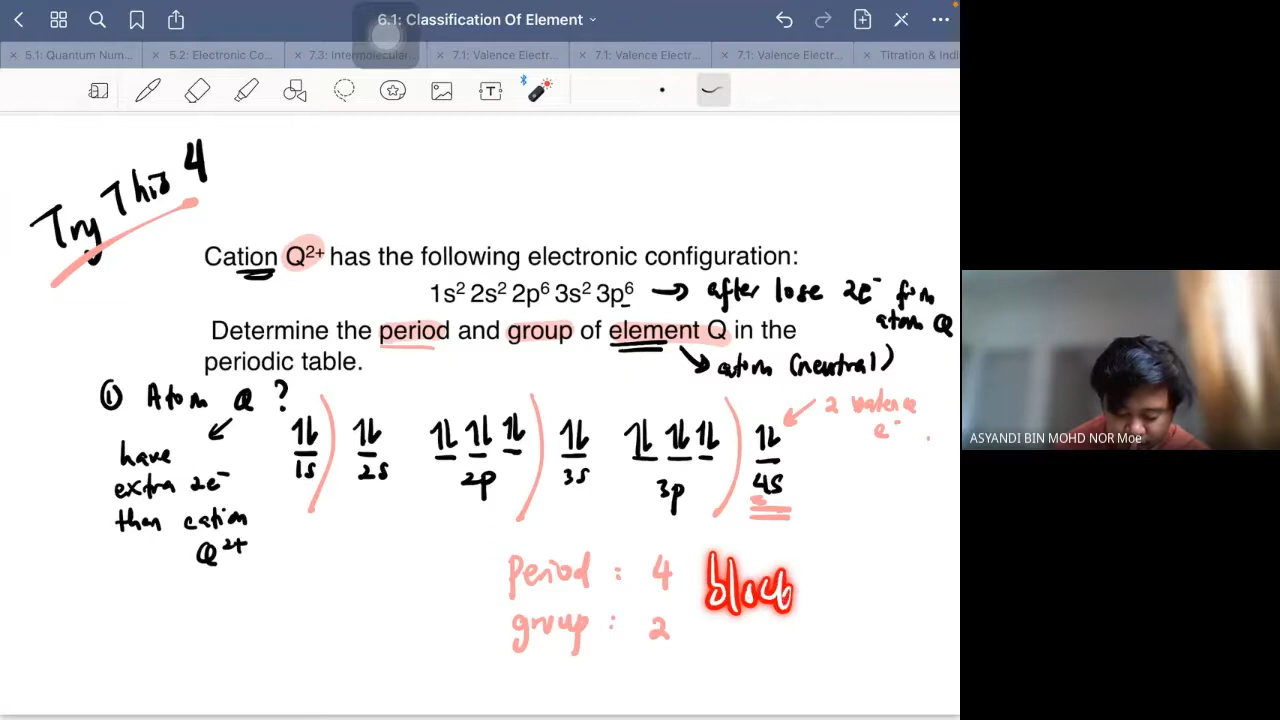 6.1: Classification Of Element
5.1: Quantum Num...
5.2: Electronic Co...
7.3: Intermolecular
7.1: Valence Electr...
7.1: Valence Electr...
7.1: Valence Electr...
Titration & Indi
Try This 4
Cation Q²⁺ has the following electronic configuration:
1s² 2s² 2p⁶ 3s² 3p⁶ → after lose 2e⁻ from
atom Q
Determine the period and group of element Q in the
periodic table.
→ atom (neutral)
① Atom Q ?
have
extra 2e⁻
than cation
Q²⁺
1s 2s 2p 3s 3p 4s
2 valence
e⁻
period : 4
group : 2
block
ASYANDI BIN MOHD NOR Moe